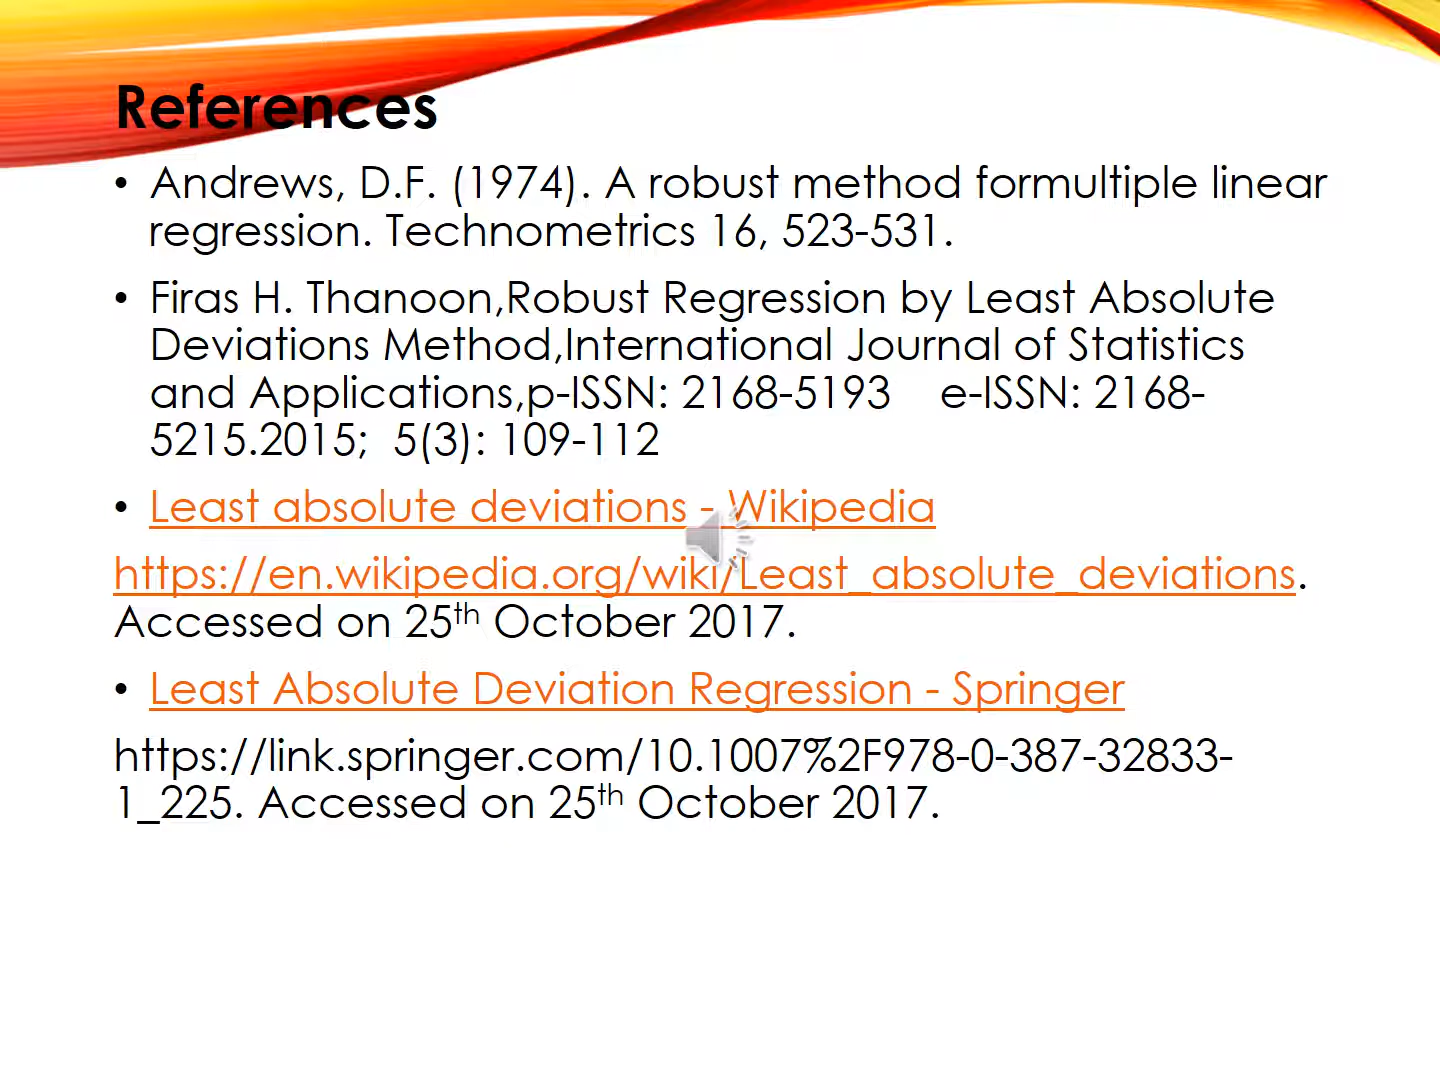 References
• Andrews, D.F. (1974). A robust method formultiple linear
regression. Technometrics 16, 523-531.
• Firas H. Thanoon,Robust Regression by Least Absolute
Deviations Method,International Journal of Statistics
and Applications,p-ISSN: 2168-5193    e-ISSN: 2168-
5215.2015;  5(3): 109-112
• Least absolute deviations - Wikipedia
https://en.wikipedia.org/wiki/Least_absolute_deviations.
Accessed on 25th October 2017.
• Least Absolute Deviation Regression - Springer
https://link.springer.com/10.1007%2F978-0-387-32833-
1_225. Accessed on 25th October 2017.